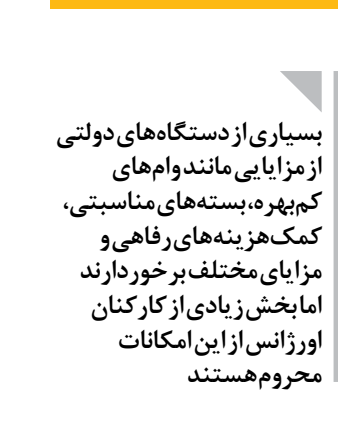 بسیاری از دستگاه‌های دولتی
از مزایایی مانند وام‌های
کم‌بهره، بسته‌های مناسبتی،
کمک‌هزینه‌های رفاهی و
مزایای مختلف برخوردارند
اما بخش زیادی از کارکنان
اورژانس از این امکانات
محروم هستند